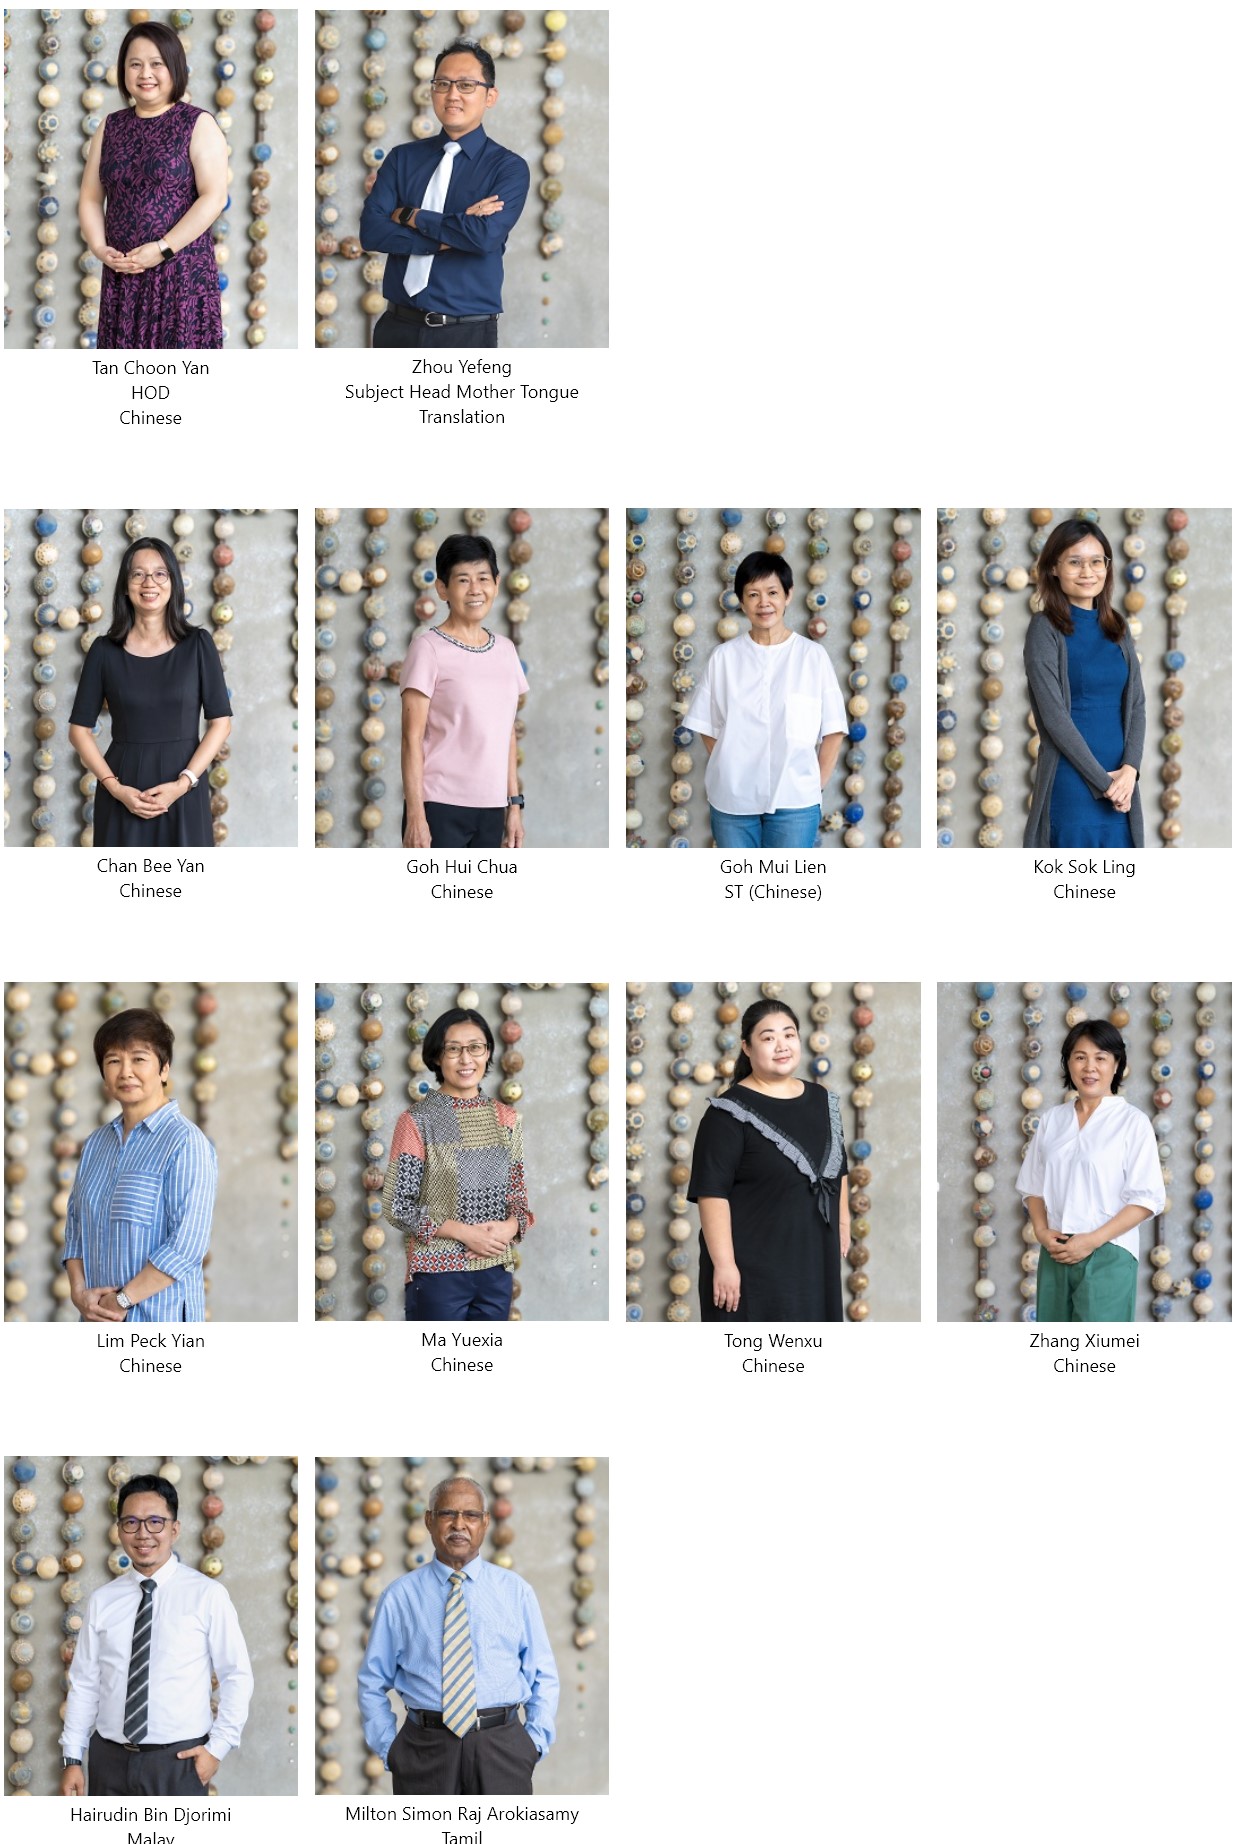 Tan Choon Yan
HOD
Chinese
Zhou Yefeng
Subject Head Mother Tongue
Translation
Chan Bee Yan
Chinese
Goh Hui Chua
Chinese
Goh Mui Lien
ST (Chinese)
Kok Sok Ling
Chinese
Lim Peck Yian
Chinese
Ma Yuexia
Chinese
Tong Wenxu
Chinese
Zhang Xiumei
Chinese
Hairudin Bin Djorimi
Malay
Milton Simon Raj Arokiasamy
Tamil